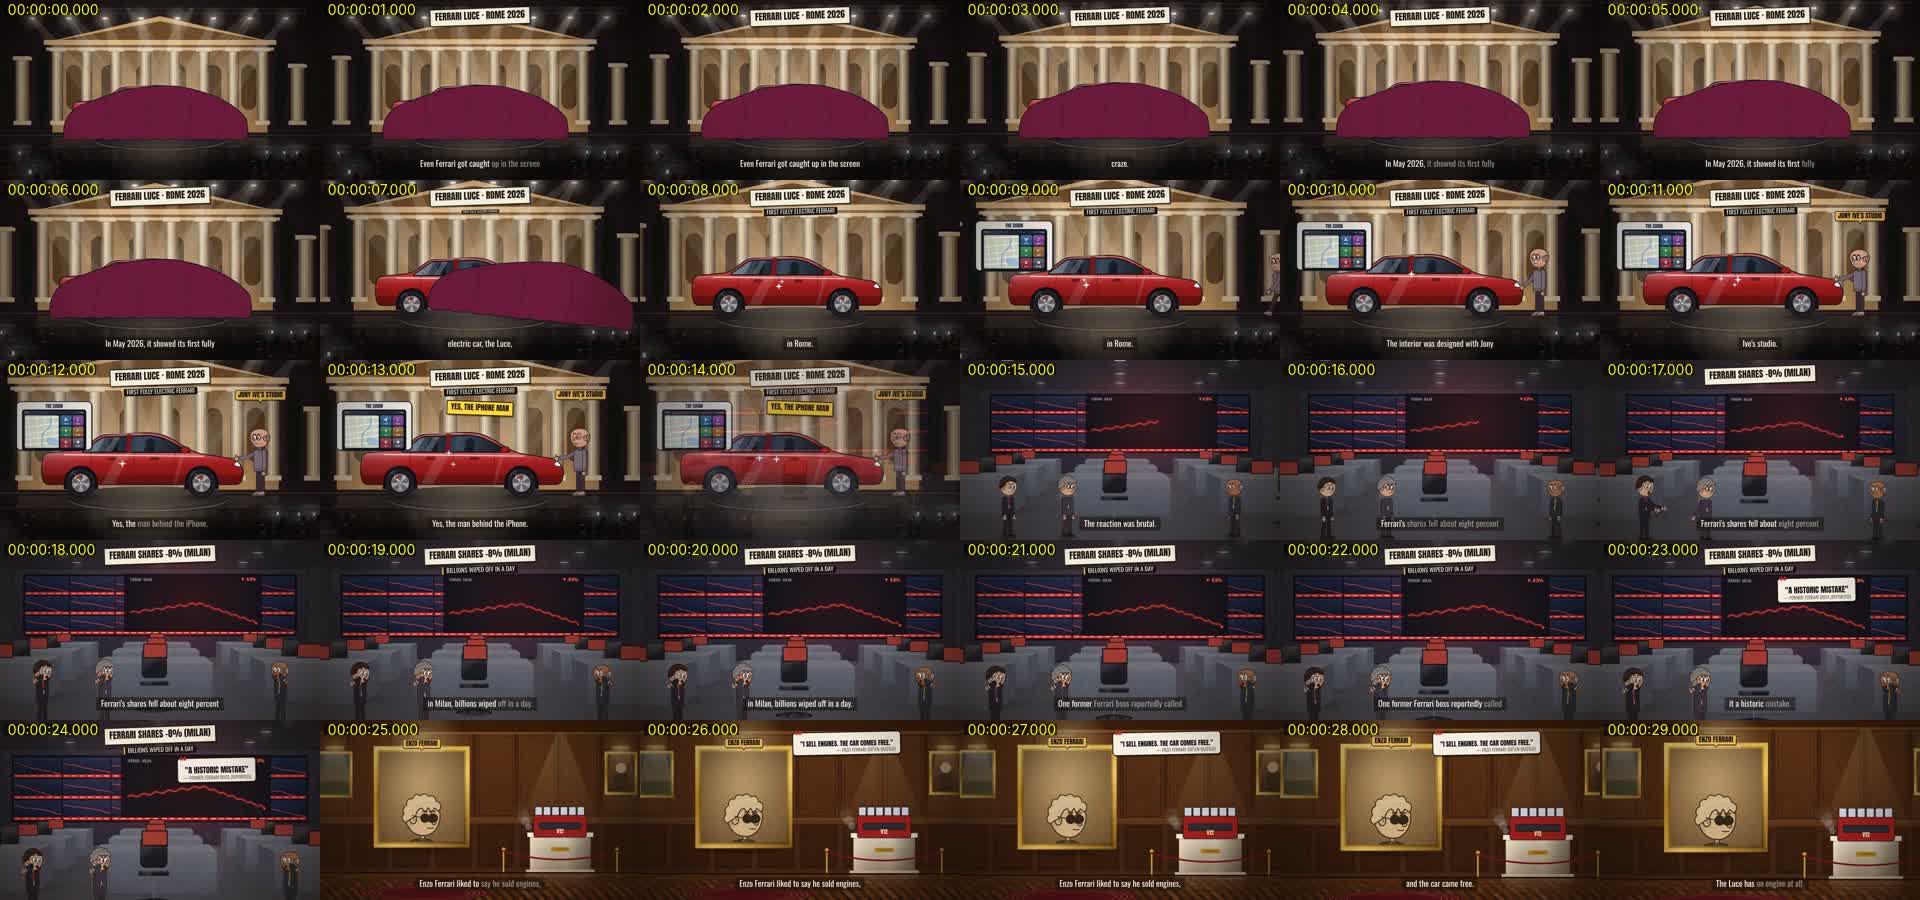 00:00:00.000
00:00:01.000
FERRARI LUCE · ROME 2026
Even Ferrari got caught up in the screen
00:00:02.000
FERRARI LUCE · ROME 2026
Even Ferrari got caught up in the screen
00:00:03.000
FERRARI LUCE · ROME 2026
craze.
00:00:04.000
FERRARI LUCE · ROME 2026
In May 2026, it showed its first fully
00:00:05.000
FERRARI LUCE · ROME 2026
In May 2026, it showed its first fully
00:00:06.000
FERRARI LUCE · ROME 2026
In May 2026, it showed its first fully
00:00:07.000
FERRARI LUCE · ROME 2026
electric car, the Luce,
00:00:08.000
FERRARI LUCE · ROME 2026
FIRST FULLY ELECTRIC FERRARI
in Rome.
00:00:09.000
FERRARI LUCE · ROME 2026
FIRST FULLY ELECTRIC FERRARI
THE CABIN
in Rome.
00:00:10.000
FERRARI LUCE · ROME 2026
FIRST FULLY ELECTRIC FERRARI
THE CABIN
The interior was designed with Jony
00:00:11.000
FERRARI LUCE · ROME 2026
FIRST FULLY ELECTRIC FERRARI
JONY IVE'S STUDIO
THE CABIN
Ive's studio.
00:00:12.000
FERRARI LUCE · ROME 2026
FIRST FULLY ELECTRIC FERRARI
JONY IVE'S STUDIO
THE CABIN
Yes, the man behind the iPhone.
00:00:13.000
FERRARI LUCE · ROME 2026
FIRST FULLY ELECTRIC FERRARI
JONY IVE'S STUDIO
THE CABIN
YES, THE IPHONE MAN
Yes, the man behind the iPhone.
00:00:14.000
FERRARI LUCE · ROME 2026
FIRST FULLY ELECTRIC FERRARI
JONY IVE'S STUDIO
THE CABIN
YES, THE IPHONE MAN
00:00:15.000
The reaction was brutal.
00:00:16.000
Ferrari's shares fell about eight percent
00:00:17.000
FERRARI SHARES -8% (MILAN)
Ferrari's shares fell about eight percent
00:00:18.000
FERRARI SHARES -8% (MILAN)
Ferrari's shares fell about eight percent
00:00:19.000
FERRARI SHARES -8% (MILAN)
BILLIONS WIPED OFF IN A DAY
in Milan, billions wiped off in a day.
00:00:20.000
FERRARI SHARES -8% (MILAN)
BILLIONS WIPED OFF IN A DAY
in Milan, billions wiped off in a day.
00:00:21.000
FERRARI SHARES -8% (MILAN)
BILLIONS WIPED OFF IN A DAY
One former Ferrari boss reportedly called
00:00:22.000
FERRARI SHARES -8% (MILAN)
BILLIONS WIPED OFF IN A DAY
One former Ferrari boss reportedly called
00:00:23.000
FERRARI SHARES -8% (MILAN)
BILLIONS WIPED OFF IN A DAY
"A HISTORIC MISTAKE"
it a historic mistake.
00:00:24.000
FERRARI SHARES -8% (MILAN)
BILLIONS WIPED OFF IN A DAY
"A HISTORIC MISTAKE"
00:00:25.000
ENZO FERRARI
V12
Enzo Ferrari liked to say he sold engines,
00:00:26.000
ENZO FERRARI
"I SELL ENGINES. THE CAR COMES FREE."
V12
Enzo Ferrari liked to say he sold engines,
00:00:27.000
ENZO FERRARI
"I SELL ENGINES. THE CAR COMES FREE."
V12
Enzo Ferrari liked to say he sold engines,
00:00:28.000
ENZO FERRARI
"I SELL ENGINES. THE CAR COMES FREE."
V12
and the car came free.
00:00:29.000
ENZO FERRARI
V12
The Luce has no engine at all.